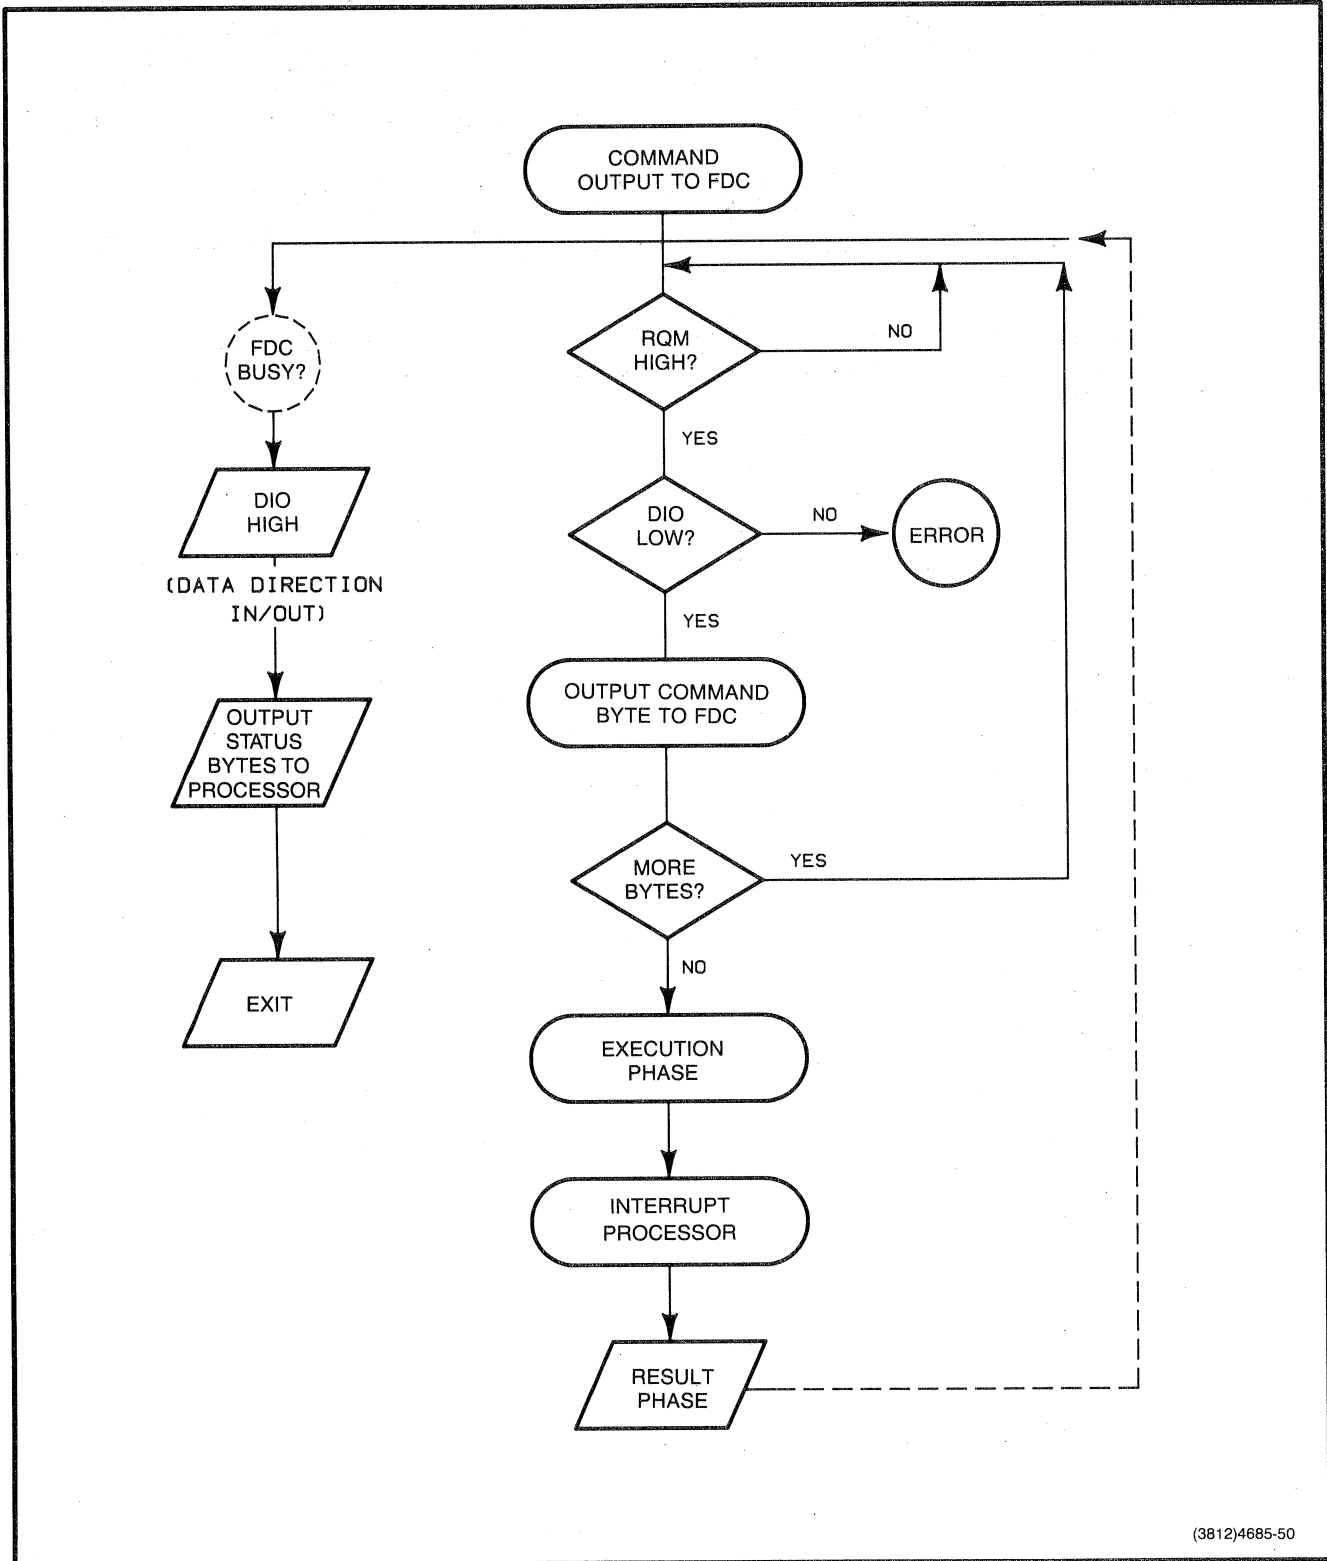 COMMAND
OUTPUT TO FDC
FDC
BUSY?
RQM
HIGH?
NO
YES
DIO
HIGH
DIO
LOW?
NO
ERROR
(DATA DIRECTION
IN/OUT)
YES
OUTPUT
STATUS
BYTES TO
PROCESSOR
OUTPUT COMMAND
BYTE TO FDC
MORE
BYTES?
YES
NO
EXIT
EXECUTION
PHASE
INTERRUPT
PROCESSOR
RESULT
PHASE
(3812)4685-50